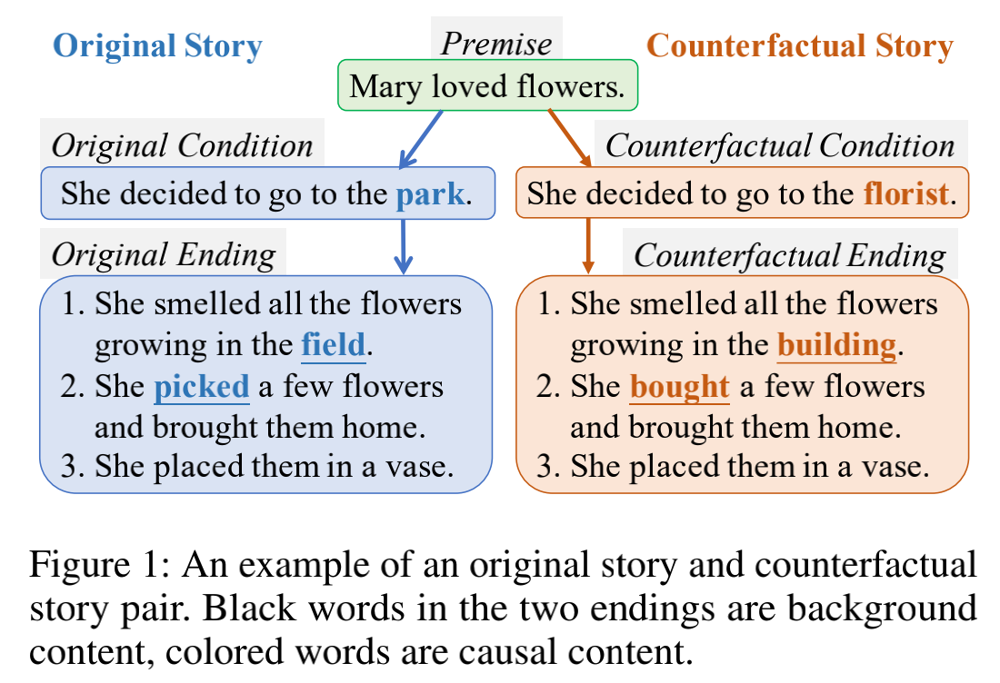 Original Story
Premise
Counterfactual Story
Mary loved flowers.
Original Condition
She decided to go to the park.
Original Ending
1. She smelled all the flowers
growing in the field.
2. She picked a few flowers
and brought them home.
3. She placed them in a vase.
Counterfactual Condition
She decided to go to the florist.
Counterfactual Ending
1. She smelled all the flowers
growing in the building.
2. She bought a few flowers
and brought them home.
3. She placed them in a vase.
Figure 1: An example of an original story and counterfactual
story pair. Black words in the two endings are background
content, colored words are causal content.